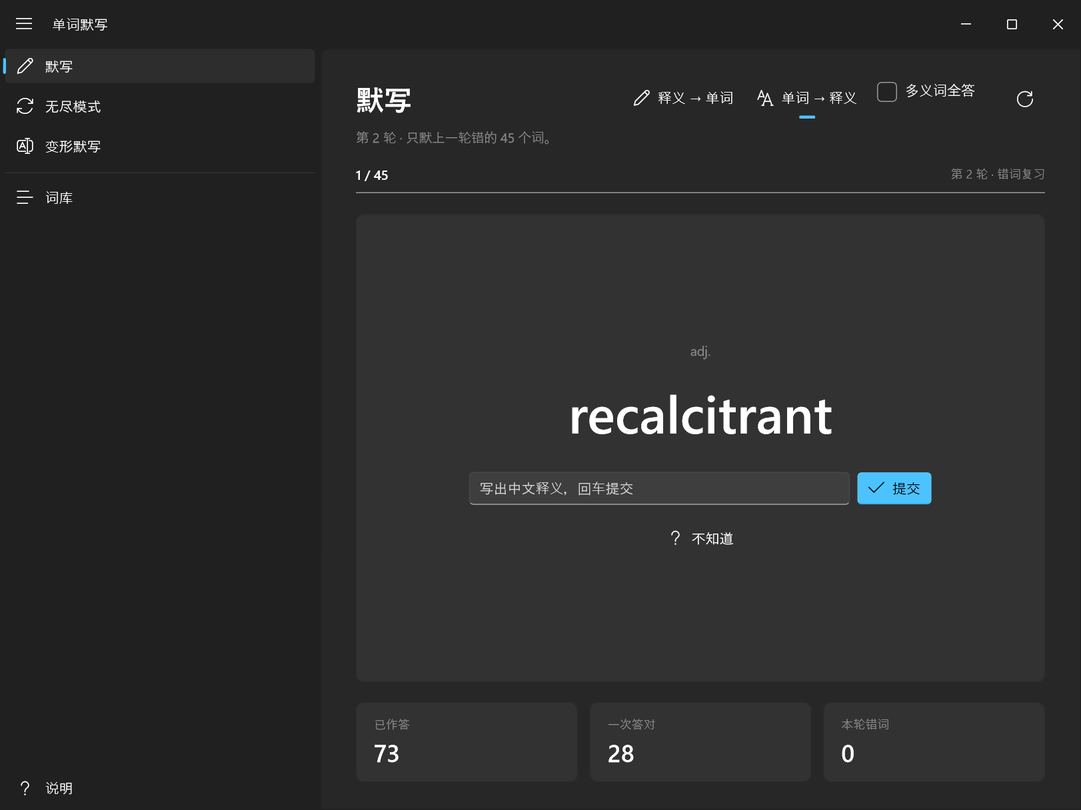 单词默写
默写
无尽模式
变形默写
词库
说明
默写
释义 → 单词
单词 → 释义
多义词全答
第 2 轮 · 只默上一轮错的 45 个词。
1 / 45
第 2 轮 · 错词复习
adj.
recalcitrant
写出中文释义，回车提交
提交
? 不知道
已作答
73
一次答对
28
本轮错词
0